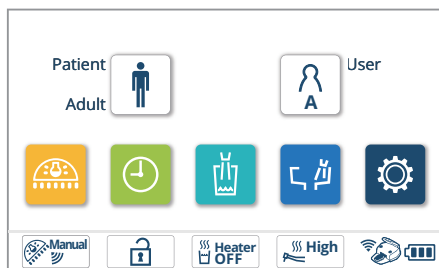 Patient
User
Adult
A
Manual
Heater
OFF
High